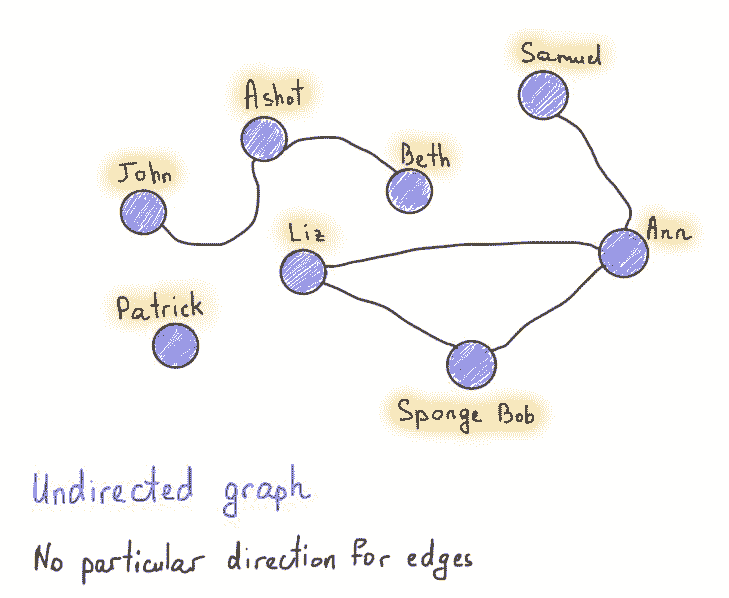 Samuel
Ashot
Beth
John
Liz
Ann
Patrick
Sponge Bob
Undirected graph
No particular direction for edges